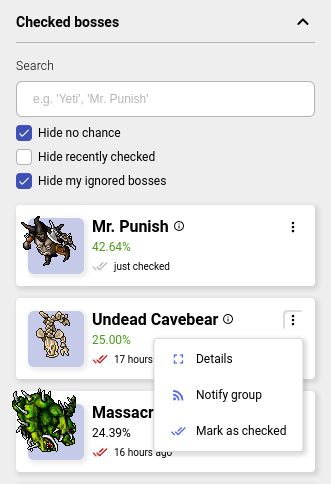 Checked bosses
Search
e.g. 'Yeti', 'Mr. Punish'
Hide no chance
Hide recently checked
Hide my ignored bosses
Mr. Punish
42.64%
just checked
Undead Cavebear
25.00%
17 hours
Details
Notify group
Mark as checked
Massacr
24.39%
16 hours ago